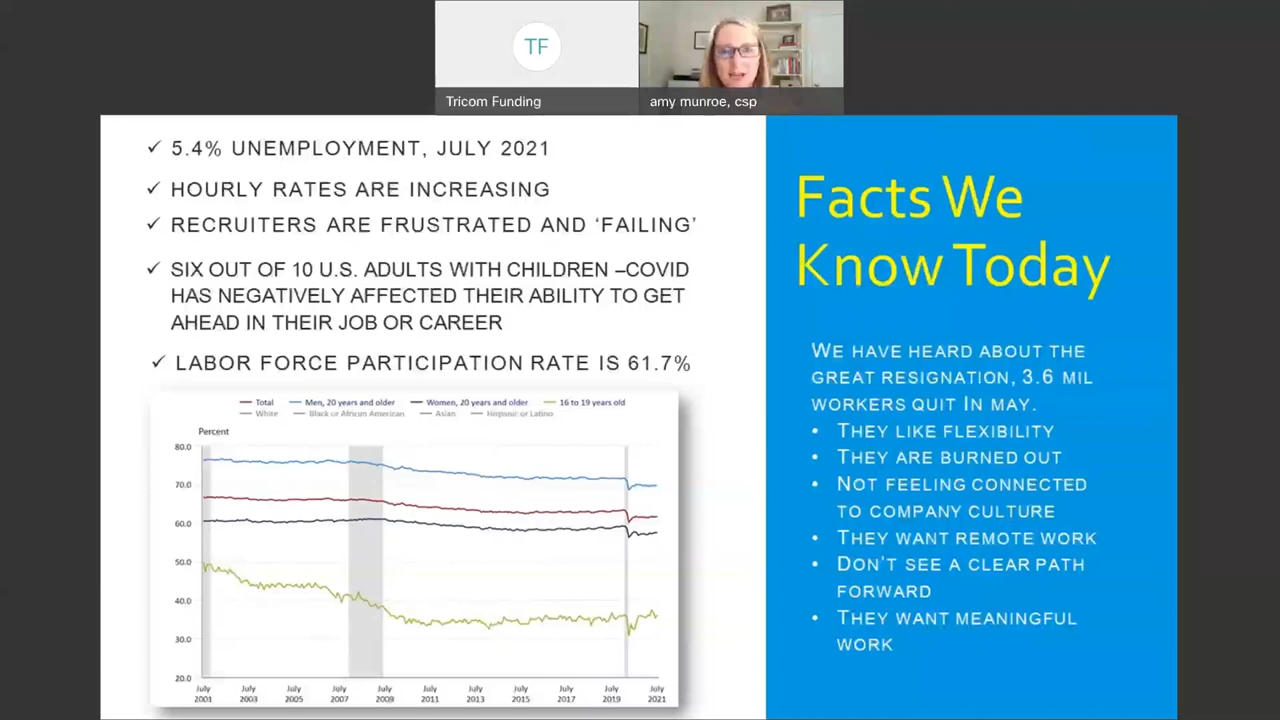 TF
Tricom Funding
amy munroe, csp
✓ 5.4% UNEMPLOYMENT, JULY 2021
✓ HOURLY RATES ARE INCREASING
✓ RECRUITERS ARE FRUSTRATED AND ‘FAILING’
✓ SIX OUT OF 10 U.S. ADULTS WITH CHILDREN –COVID
HAS NEGATIVELY AFFECTED THEIR ABILITY TO GET
AHEAD IN THEIR JOB OR CAREER
✓ LABOR FORCE PARTICIPATION RATE IS 61.7%
Total Men, 20 years and older Women, 20 years and older 16 to 19 years old
White Black or African American Asian Hispanic or Latino
Percent
80.0
70.0
60.0
50.0
40.0
30.0
20.0
July July July July July July July July July July July
2001 2003 2005 2007 2009 2011 2013 2015 2017 2019 2021
Facts We
Know Today
WE HAVE HEARD ABOUT THE
GREAT RESIGNATION, 3.6 MIL
WORKERS QUIT IN MAY.
• THEY LIKE FLEXIBILITY
• THEY ARE BURNED OUT
• NOT FEELING CONNECTED
TO COMPANY CULTURE
• THEY WANT REMOTE WORK
• DON'T SEE A CLEAR PATH
FORWARD
• THEY WANT MEANINGFUL
WORK